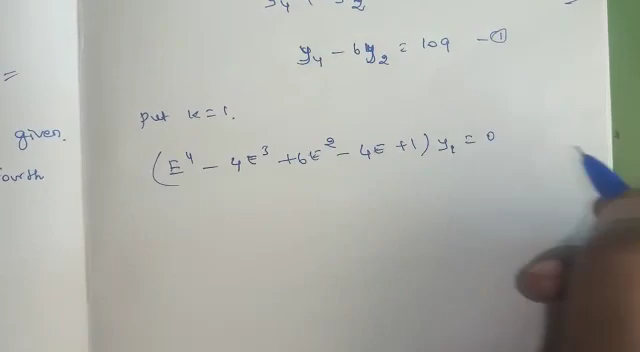 y₄ – 6y₂ = 109 –①
=
put k=1.
given.
(E⁴ – 4E³ + 6E² – 4E + 1) y₁ = 0
ourth